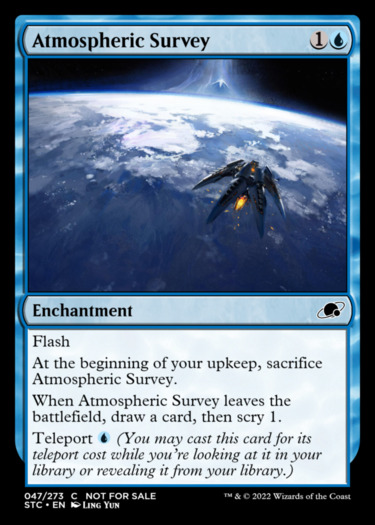 Atmospheric Survey 1
Enchantment
Flash
At the beginning of your upkeep, sacrifice
Atmospheric Survey.
When Atmospheric Survey leaves the
battlefield, draw a card, then scry 1.
Teleport (You may cast this card for its
teleport cost while you're looking at it in your
library or revealing it from your library.)
047/273 C NOT FOR SALE
STC • EN Ling Yun
™ & © 2022 Wizards of the Coast